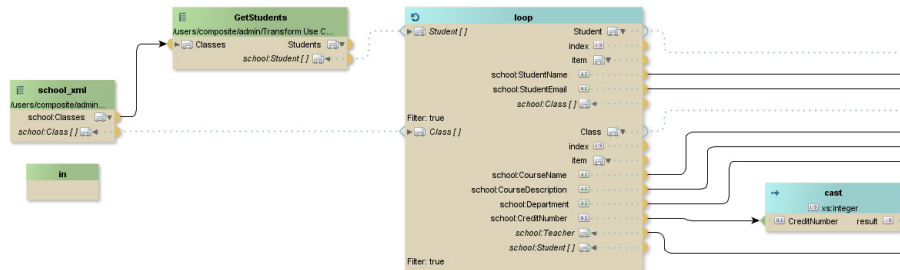 GetStudents
/users/composite/admin/Transform Use C...
Classes Students
school:Student [ ]
school_xml
/users/composite/admin...
school:Classes
school:Class [ ]
in
loop
Student [ ] Student
index
item
school:StudentName
school:StudentEmail
school:Class [ ]
Filter: true
Class [ ] Class
index
item
school:CourseName
school:CourseDescription
school:Department
school:CreditNumber
school:Teacher
school:Student [ ]
Filter: true
cast
xs:integer
CreditNumber result